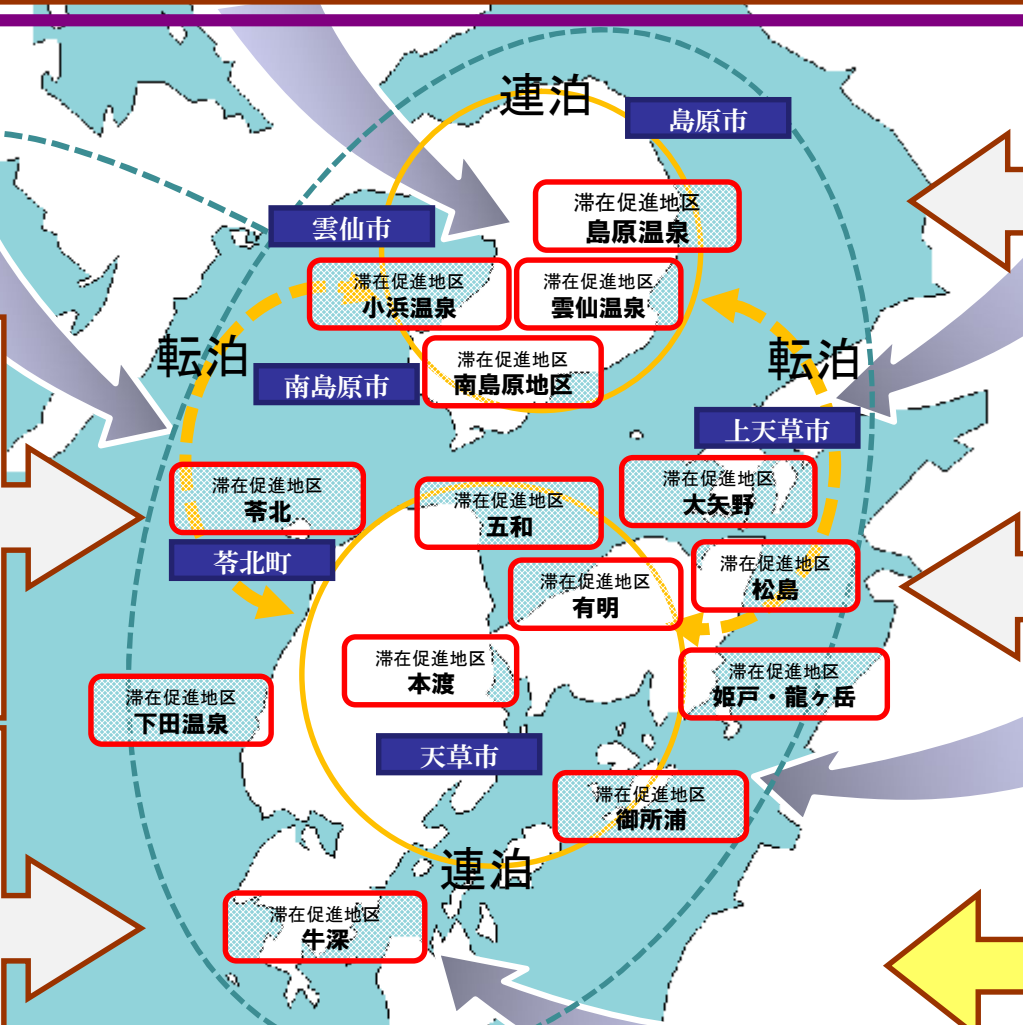 連泊
島原市
滞在促進地区
島原温泉
雲仙市
滞在促進地区
小浜温泉
滞在促進地区
雲仙温泉
転泊
転泊
滞在促進地区
南島原地区
南島原市
上天草市
滞在促進地区
苓北
滞在促進地区
五和
滞在促進地区
大矢野
苓北町
滞在促進地区
有明
滞在促進地区
松島
滞在促進地区
本渡
滞在促進地区
姫戸・龍ヶ岳
滞在促進地区
下田温泉
天草市
滞在促進地区
御所浦
連泊
滞在促進地区
牛深